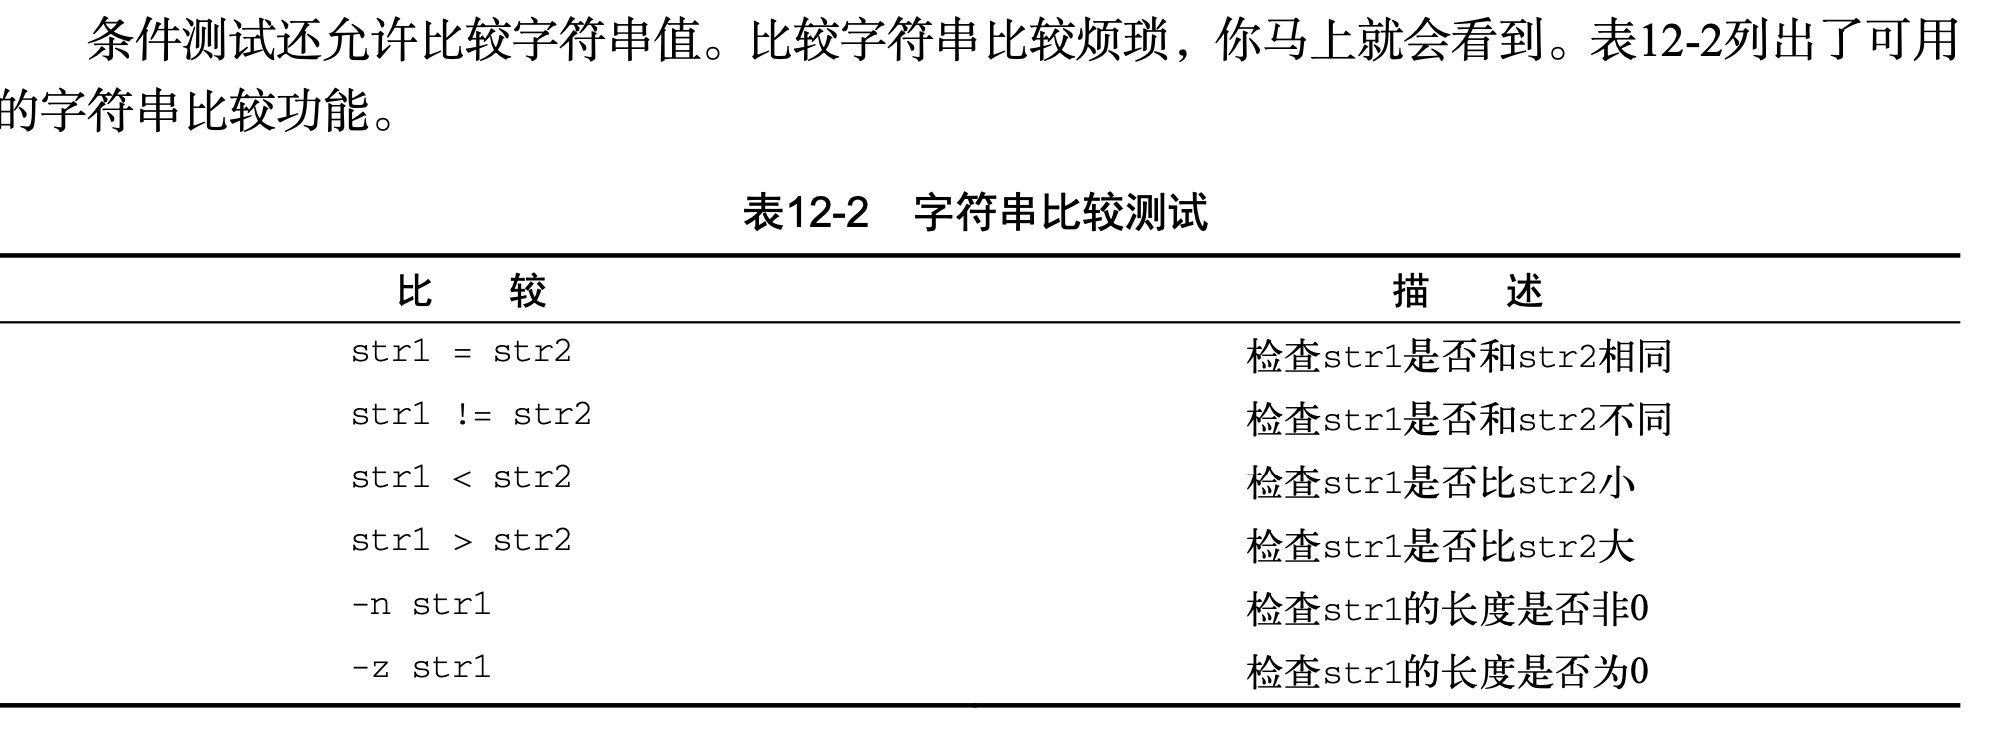 条件测试还允许比较字符串值。比较字符串比较烦琐，你马上就会看到。表12-2列出了可用
的字符串比较功能。
表12-2 字符串比较测试
比 较 描 述
str1 = str2 检查str1是否和str2相同
str1 != str2 检查str1是否和str2不同
str1 < str2 检查str1是否比str2小
str1 > str2 检查str1是否比str2大
-n str1 检查str1的长度是否非0
-z str1 检查str1的长度是否为0